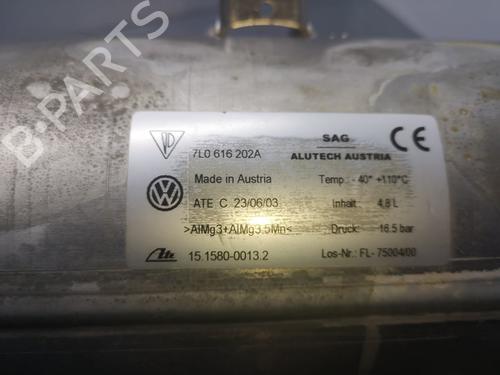 B-PARTS
7L0 616 202A
SAG
ALUTECH AUSTRIA
CE
Made in Austria
Temp.: - 40° +110°C
ATE C 23/06/03
Inhalt: 4,8 L
>AlMg3+AlMg3,5Mn<
Druck: 16.5 bar
ate
15.1580-0013.2
Los-Nr.: FL- 75004/00